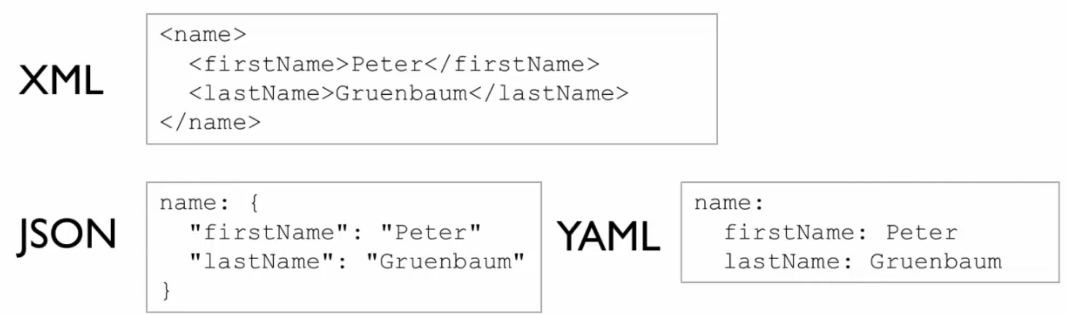 XML
<name>
  <firstName>Peter</firstName>
  <lastName>Gruenbaum</lastName>
</name>
JSON
name: {
  "firstName": "Peter"
  "lastName": "Gruenbaum"
}
YAML
name:
  firstName: Peter
  lastName: Gruenbaum